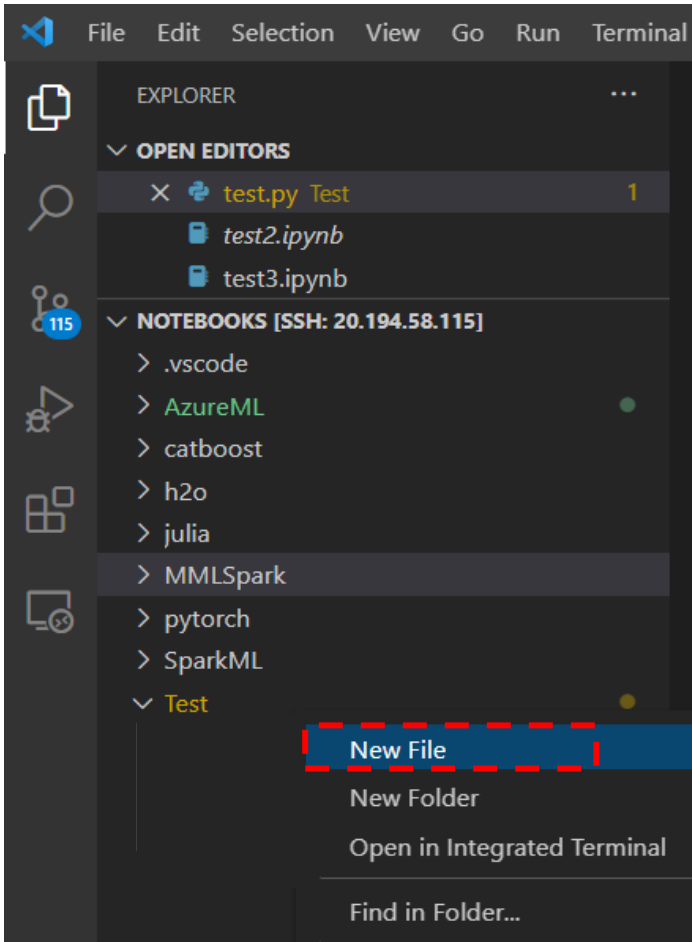 File Edit Selection View Go Run Terminal
EXPLORER
OPEN EDITORS
test.py Test 1
test2.ipynb
test3.ipynb
115
NOTEBOOKS [SSH: 20.194.58.115]
.vscode
AzureML
catboost
h2o
julia
MMLSpark
pytorch
SparkML
Test
New File
New Folder
Open in Integrated Terminal
Find in Folder...